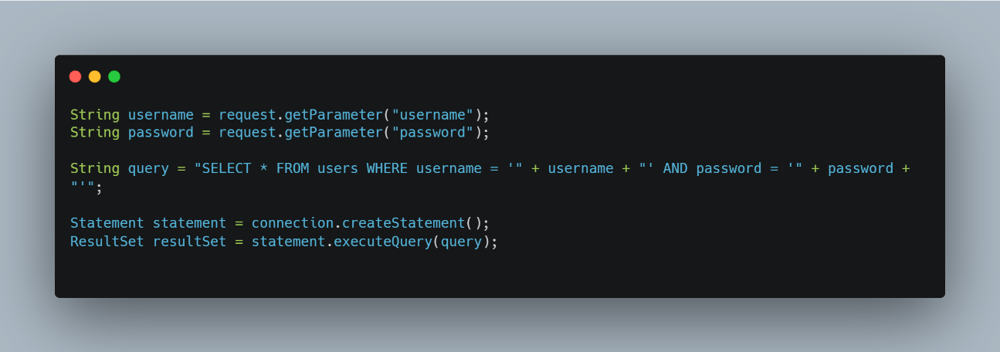 String username = request.getParameter("username");
String password = request.getParameter("password");
String query = "SELECT * FROM users WHERE username = '" + username + "' AND password = '" + password +
"'";
Statement statement = connection.createStatement();
ResultSet resultSet = statement.executeQuery(query);